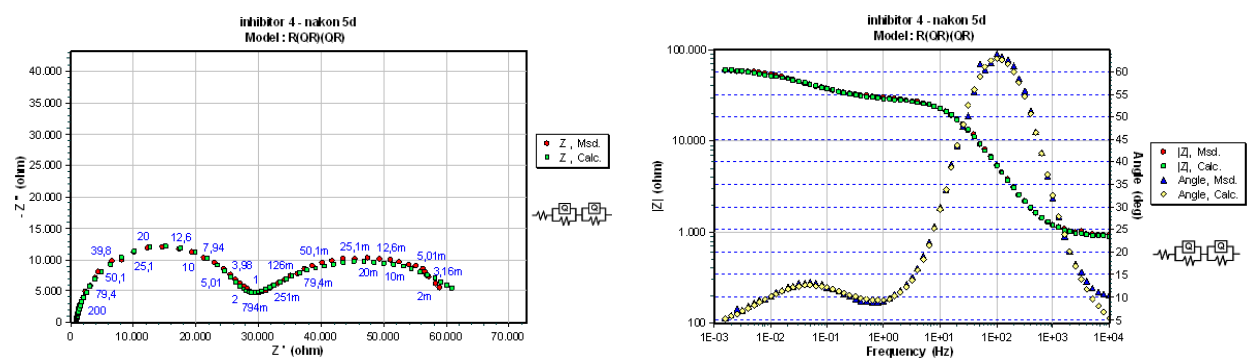 inhibitor 4 - nakon 5d
Model : R(QR)(QR)
- Z '' (ohm)
40.000
35.000
30.000
25.000
20.000
15.000
10.000
5.000
0
0
10.000
20.000
30.000
40.000
50.000
60.000
70.000
Z ' (ohm)
20
12,6
39,8
7,94
25,1
10
50,1
3,98
79,4
5,01
200
2
1
794m
126m
251m
50,1m
79,4m
25,1m
20m
12,6m
10m
5,01m
3,16m
2m
Z , Msd.
Z , Calc.
Q
Q
inhibitor 4 - nakon 5d
Model : R(QR)(QR)
|Z| (ohm)
100.000
10.000
1.000
100
1E-03
1E-02
1E-01
1E+00
1E+01
1E+02
1E+03
1E+04
Frequency (Hz)
60
55
50
45
40
35
30
25
20
15
10
5
Angle (deg)
|Z|, Msd.
|Z|, Calc.
Angle, Msd.
Angle, Calc.
Q
Q